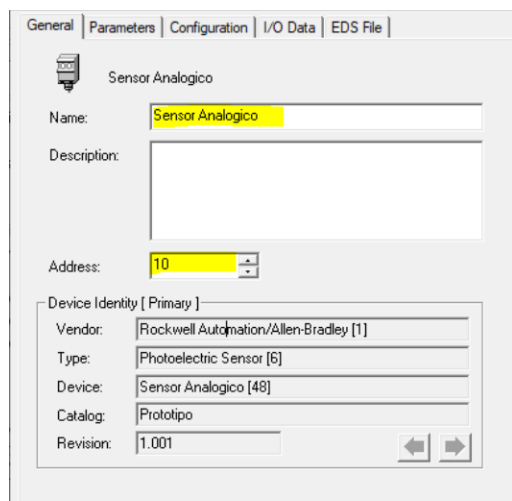 General Parameters Configuration I/O Data EDS File
Sensor Analogico
Name: Sensor Analogico
Description:
Address: 10
Device Identity [ Primary ]
Vendor: Rockwell Automation/Allen-Bradley [1]
Type: Photoelectric Sensor [6]
Device: Sensor Analogico [48]
Catalog: Prototipo
Revision: 1.001